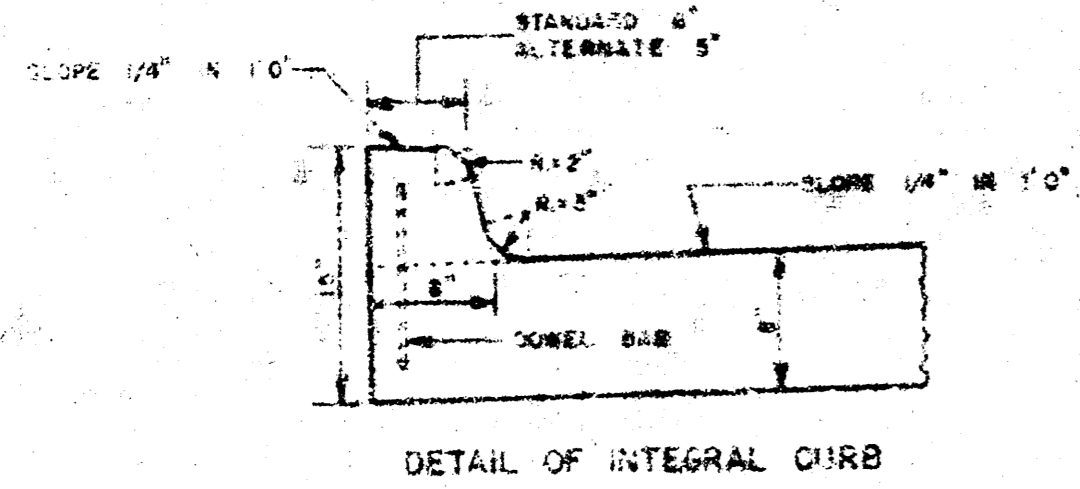 STANDARD 6"
ALTERNATE 5"
SLOPE 1/4" IN 1'0"
R=2"
R=3"
SLOPE 1/4" IN 1'0"
8"
DOWEL BAR
DETAIL OF INTEGRAL CURB